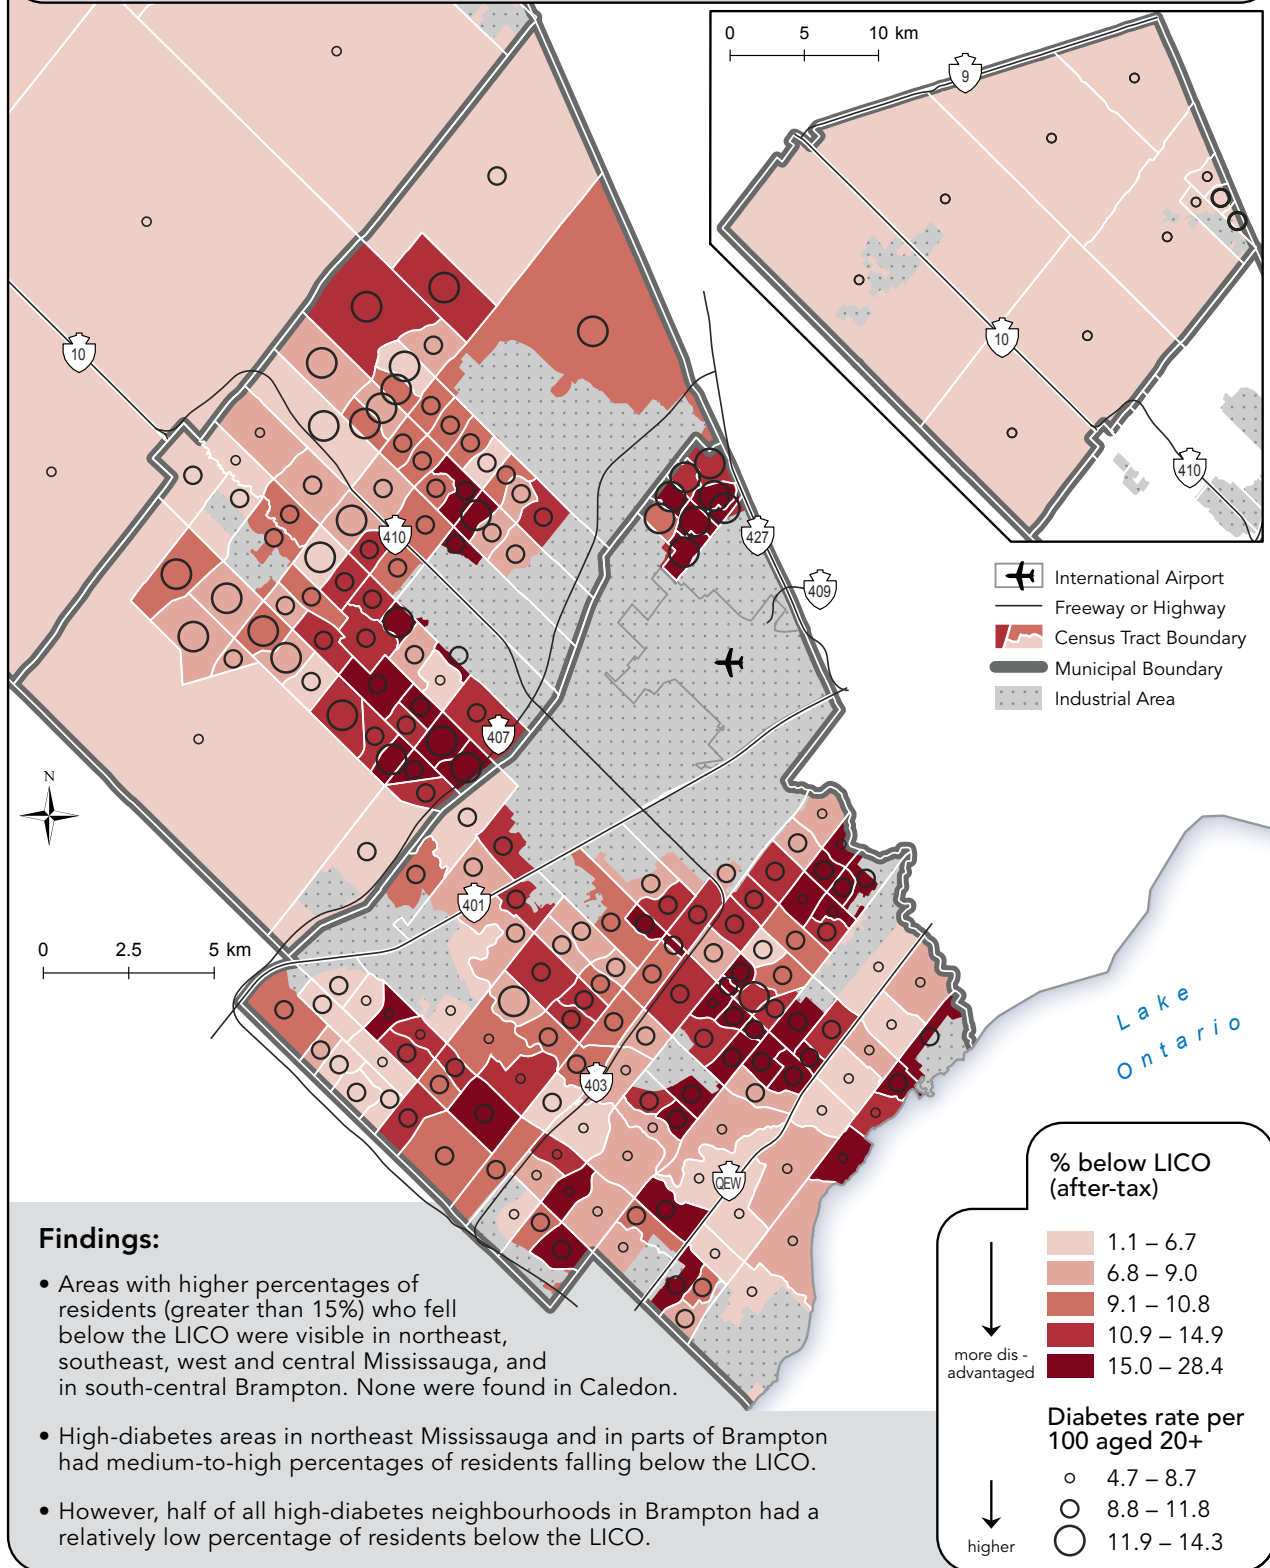 0 5 10 km
9
10
410
10
410
427
409
407
401
403
QEW
International Airport
Freeway or Highway
Census Tract Boundary
Municipal Boundary
Industrial Area
N
0 2.5 5 km
Lake
Ontario
Findings:
• Areas with higher percentages of
residents (greater than 15%) who fell
below the LICO were visible in northeast,
southeast, west and central Mississauga, and
in south-central Brampton. None were found in Caledon.
• High-diabetes areas in northeast Mississauga and in parts of Brampton
had medium-to-high percentages of residents falling below the LICO.
• However, half of all high-diabetes neighbourhoods in Brampton had a
relatively low percentage of residents below the LICO.
% below LICO
(after-tax)
1.1 – 6.7
6.8 – 9.0
9.1 – 10.8
10.9 – 14.9
15.0 – 28.4
more dis -
advantaged
Diabetes rate per
100 aged 20+
4.7 – 8.7
8.8 – 11.8
11.9 – 14.3
higher